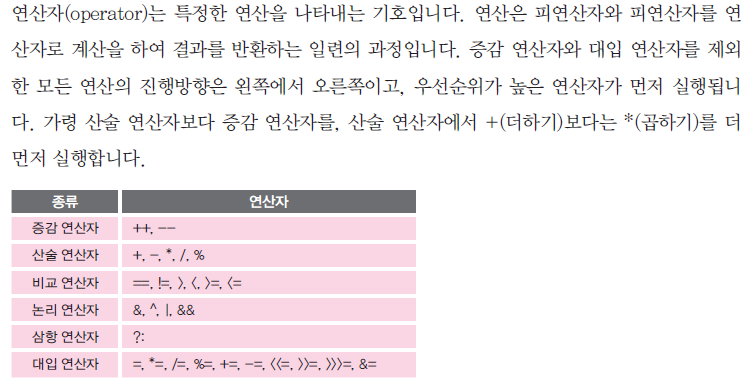 연산자(operator)는 특정한 연산을 나타내는 기호입니다. 연산은 피연산자와 피연산자를 연
산자로 계산을 하여 결과를 반환하는 일련의 과정입니다. 증감 연산자와 대입 연산자를 제외
한 모든 연산의 진행방향은 왼쪽에서 오른쪽이고, 우선순위가 높은 연산자가 먼저 실행됩니
다. 가령 산술 연산자보다 증감 연산자를, 산술 연산자에서 +(더하기)보다는 *(곱하기)를 더
먼저 실행합니다.
종류 연산자
증감 연산자 ++, --
산술 연산자 +, -, *, /, %
비교 연산자 ==, !=, >, <, >=, <=
논리 연산자 &, ^, |, &&
삼항 연산자 ?:
대입 연산자 =, *=, /=, %=, +=, -=, <<=, >>=, >>>=, &=